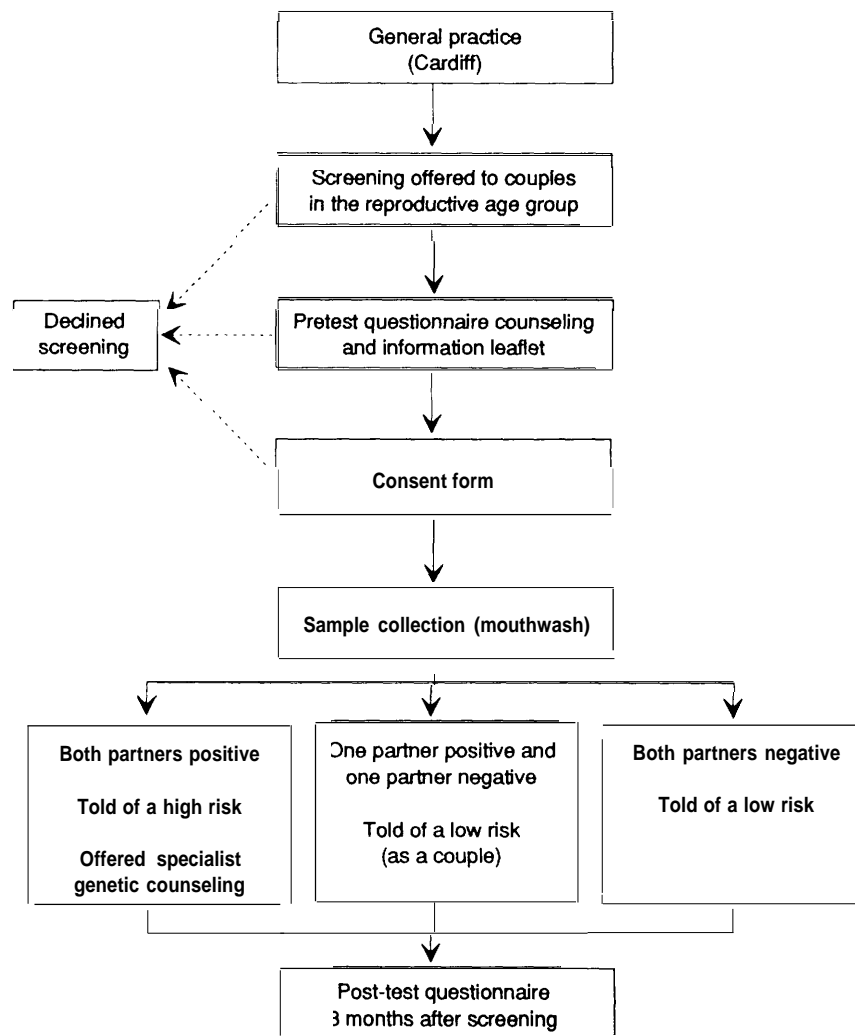 General practice
(Cardiff)
Screening offered to couples
in the reproductive age group
Declined
screening
Pretest questionnaire counseling
and information leaflet
Consent form
Sample collection (mouthwash)
Both partners positive
Told of a high risk
Offered specialist
genetic counseling
One partner positive and
one partner negative
Told of a low risk
(as a couple)
Both partners negative
Told of a low risk
Post-test questionnaire
3 months after screening